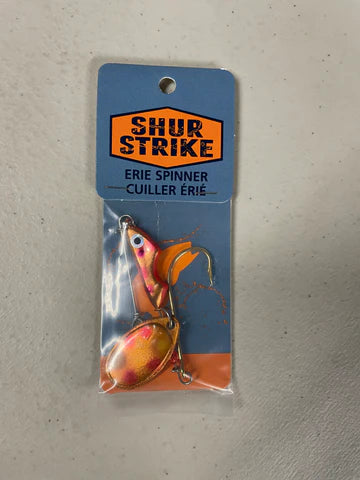 SHUR
STRIKE
ERIE SPINNER
CUILLER ÉRIÉ